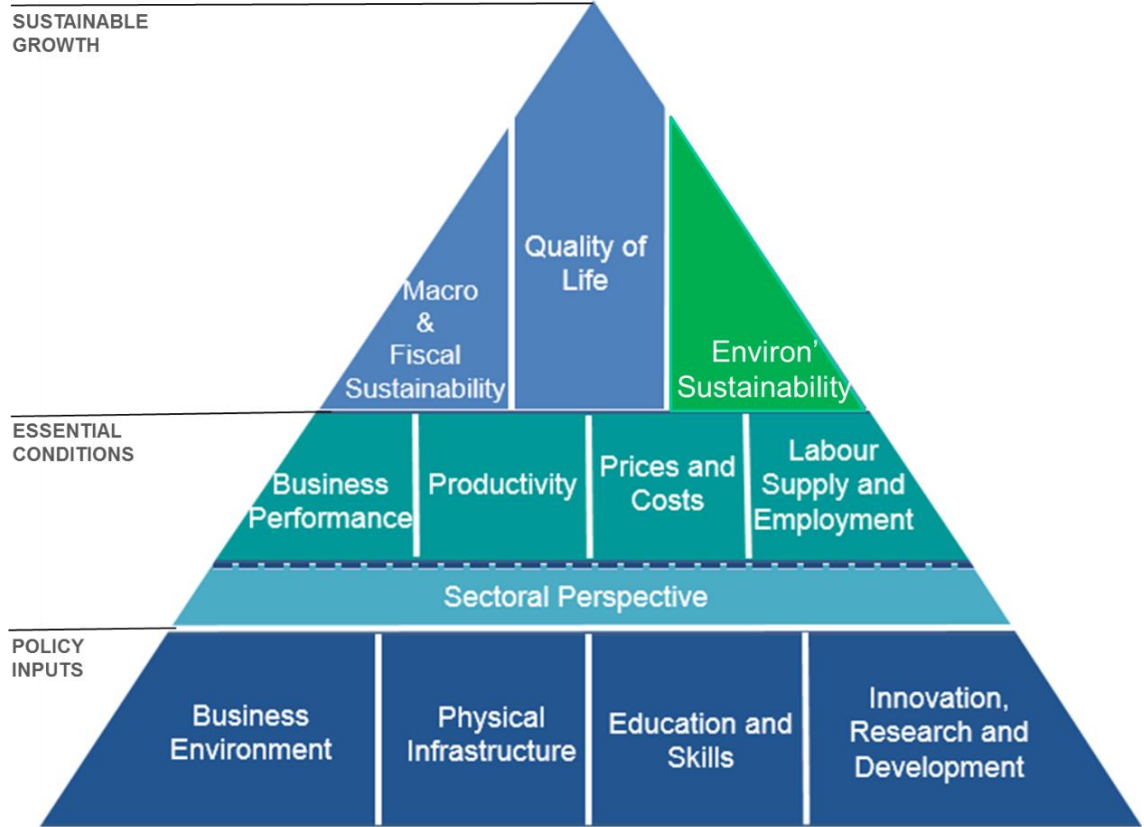 SUSTAINABLE
GROWTH
Quality of
Life
Macro
&
Fiscal
Sustainability
Environ’
Sustainability
ESSENTIAL
CONDITIONS
Business
Performance
Productivity
Prices and
Costs
Labour
Supply and
Employment
Sectoral Perspective
POLICY
INPUTS
Business
Environment
Physical
Infrastructure
Education and
Skills
Innovation,
Research and
Development